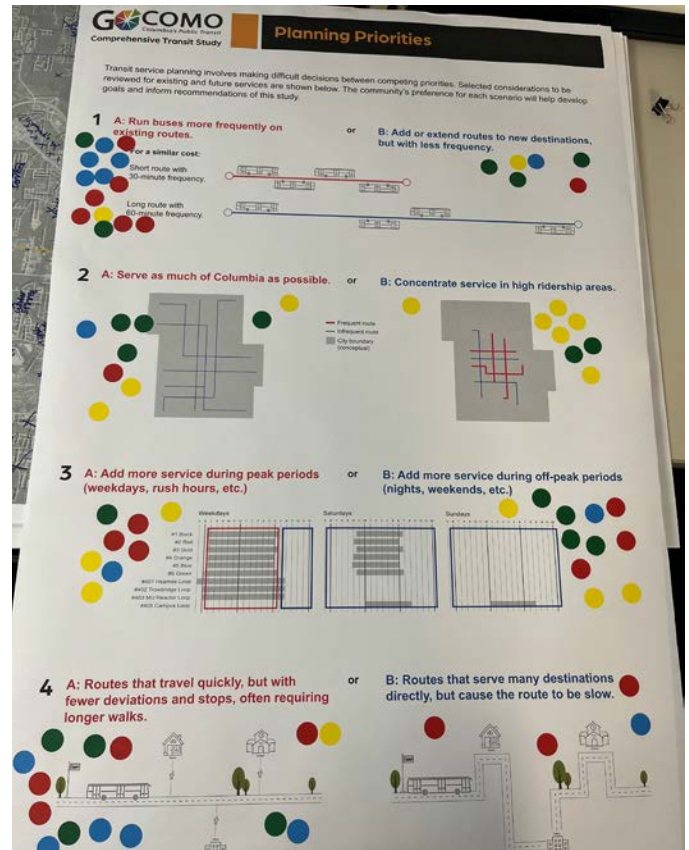 GOCOMO
Columbia's Public Transit
Comprehensive Transit Study
Planning Priorities
Transit service planning involves making difficult decisions between competing priorities. Selected considerations to be
reviewed for existing and future services are shown below. The community's preference for each scenario will help develop
goals and inform recommendations of this study.
1 A: Run buses more frequently on
existing routes.
or
B: Add or extend routes to new destinations,
but with less frequency.
For a similar cost:
Short route with
30-minute frequency.
Long route with
60-minute frequency.
2 A: Serve as much of Columbia as possible.
or
B: Concentrate service in high ridership areas.
Frequent route
Infrequent route
City boundary
(conceptual)
3 A: Add more service during peak periods
(weekdays, rush hours, etc.)
or
B: Add more service during off-peak periods
(nights, weekends, etc.)
Weekdays
Saturdays
Sundays
#1 Black
#2 Red
#3 Gold
#4 Orange
#5 Blue
#6 Green
#401 Hearnes Loop
#402 Trowbridge Loop
#403 MU Reactor Loop
#405 Campus Loop
4 A: Routes that travel quickly, but with
fewer deviations and stops, often requiring
longer walks.
or
B: Routes that serve many destinations
directly, but cause the route to be slow.